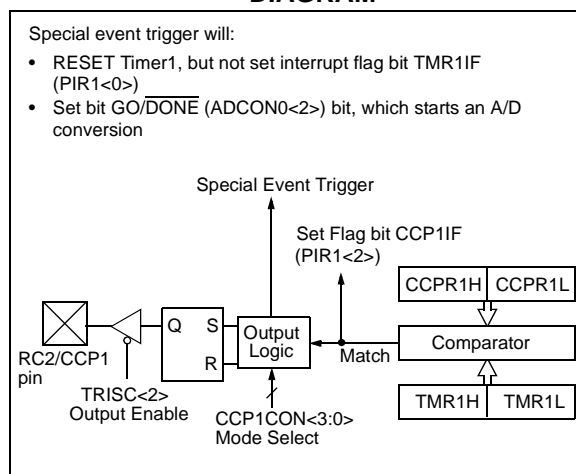 DIAGRAM
Special event trigger will:
• RESET Timer1, but not set interrupt flag bit TMR1IF
(PIR1<0>)
• Set bit GO/DONE (ADCON0<2>) bit, which starts an A/D
conversion
Special Event Trigger
Set Flag bit CCP1IF
(PIR1<2>)
CCPR1H CCPR1L
Q S Output
Logic
R
Match
Comparator
RC2/CCP1
pin
TRISC<2>
Output Enable
CCP1CON<3:0>
Mode Select
TMR1H TMR1L